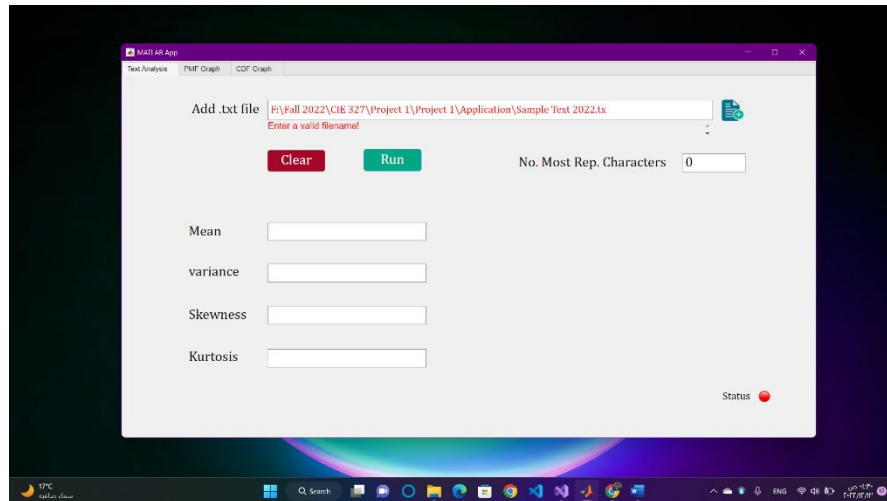 MATLAB App
Text Analysis PMF Graph CDF Graph
Add .txt file F:\Fall 2022\CIE 327\Project 1\Project 1\Application\Sample Text 2022.tx
Enter a valid filename!
Clear Run No. Most Rep. Characters 0
Mean
variance
Skewness
Kurtosis
Status
17°C
سماء صافية
Search
ENG